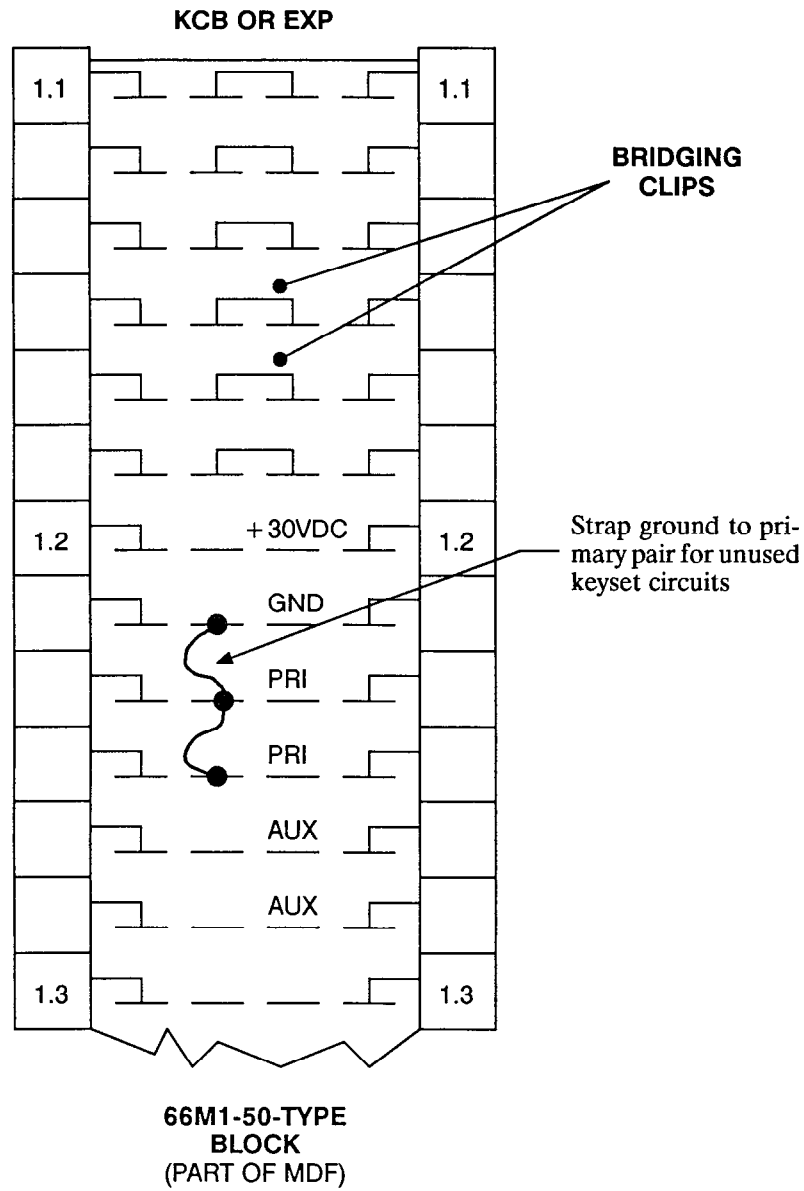 KCB OR EXP
1.1
1.1
BRIDGING
CLIPS
1.2
+30VDC
1.2
Strap ground to pri-
mary pair for unused
keyset circuits
GND
PRI
PRI
AUX
AUX
1.3
1.3
66M1-50-TYPE
BLOCK
(PART OF MDF)